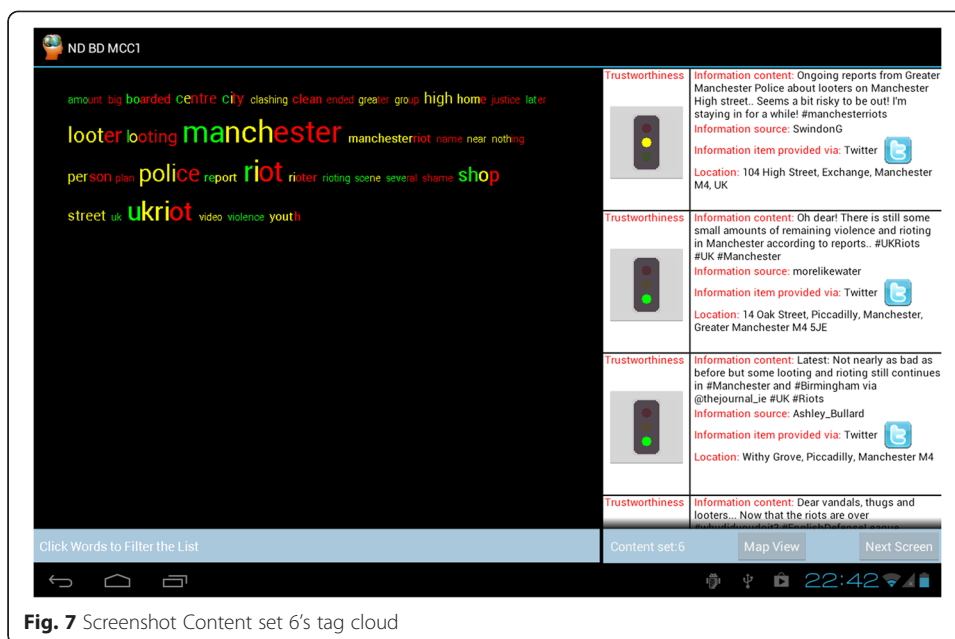 ND BD MCC1
amount big boarded centre city clashing clean ended greater group high home justice later
looter looting manchester manchesterriot name near nothing
person plan police report riot rioter rioting scene several shame shop
street uk ukriot video violence youth
Trustworthiness
Information content: Ongoing reports from Greater
Manchester Police about looters on Manchester
High street.. Seems a bit risky to be out! I'm
staying in for a while! #manchesterriots
Information source: SwindonG
Information item provided via: Twitter
Location: 104 High Street, Exchange, Manchester
M4, UK
Trustworthiness
Information content: Oh dear! There is still some
small amounts of remaining violence and rioting
in Manchester according to reports.. #UKRiots
#UK #Manchester
Information source: morelikewater
Information item provided via: Twitter
Location: 14 Oak Street, Piccadilly, Manchester,
Greater Manchester M4 5JE
Trustworthiness
Information content: Latest: Not nearly as bad as
before but some looting and rioting still continues
in #Manchester and #Birmingham via
@thejournal_ie #UK #Riots
Information source: Ashley_Bullard
Information item provided via: Twitter
Location: Withy Grove, Piccadilly, Manchester M4
Trustworthiness
Information content: Dear vandals, thugs and
looters... Now that the riots are over
#whydidyoudoit? #EnglishDefenseLeague
Click Words to Filter the List
Content set:6
Map View
Next Screen
22:42
Fig. 7 Screenshot Content set 6's tag cloud